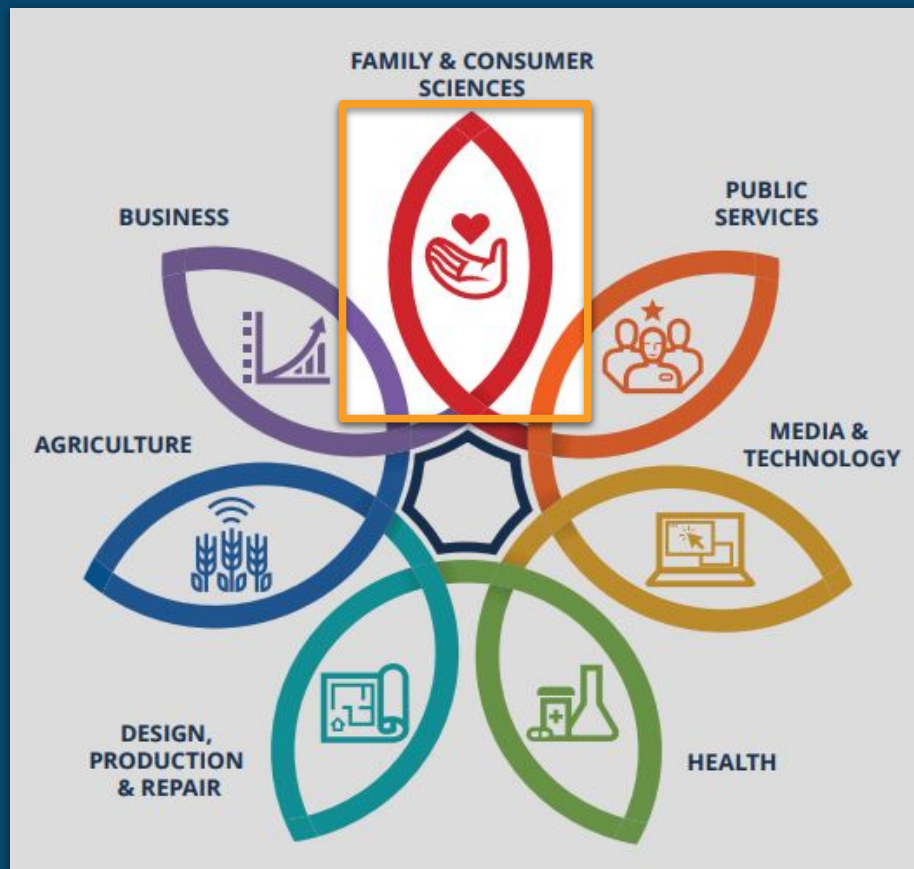 FAMILY & CONSUMER
SCIENCES
BUSINESS
PUBLIC
SERVICES
AGRICULTURE
MEDIA &
TECHNOLOGY
DESIGN,
PRODUCTION
& REPAIR
HEALTH